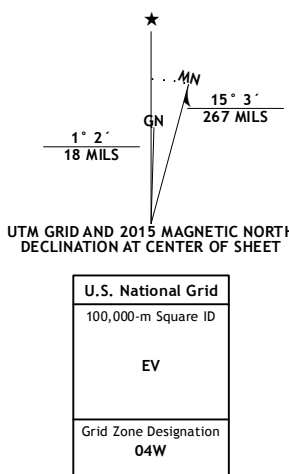 MN
15° 3´
267 MILS
GN
1° 2´
18 MILS
UTM GRID AND 2015 MAGNETIC NORTH
DECLINATION AT CENTER OF SHEET
U.S. National Grid
100,000-m Square ID
EV
Grid Zone Designation
04W